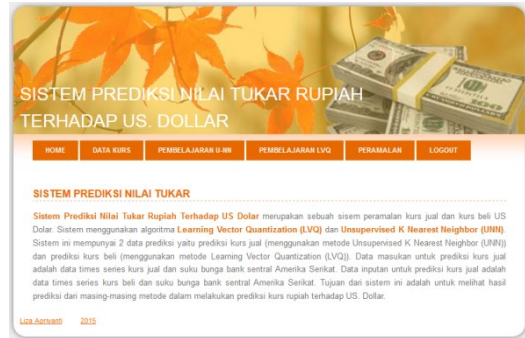 SISTEM PREDIKSI NILAI TUKAR RUPIAH
TERHADAP US. DOLLAR
HOME DATA KURS PEMBELAJARAN U-NN PEMBELAJARAN LVQ PERAMALAN LOGOUT
SISTEM PREDIKSI NILAI TUKAR
Sistem Prediksi Nilai Tukar Rupiah Terhadap US Dolar merupakan sebuah sisem peramalan kurs jual dan kurs beli US
Dolar. Sistem menggunakan algoritma Learning Vector Quantization (LVQ) dan Unsupervised K Nearest Neighbor (UNN).
Sistem ini mempunyai 2 data prediksi yaitu prediksi kurs jual (menggunakan metode Unsupervised K Nearest Neighbor (UNN))
dan prediksi kurs beli (menggunakan metode Learning Vector Quantization (LVQ)). Data masukan untuk prediksi kurs jual
adalah data times series kurs jual dan suku bunga bank sentral Amerika Serikat. Data inputan untuk prediksi kurs jual adalah
data times series kurs beli dan suku bunga bank sentral Amerika Serikat. Tujuan dari sistem ini adalah untuk melihat hasil
prediksi dari masing-masing metode dalam melakukan prediksi kurs rupiah terhadap US. Dollar.
Liza Aprivanti 2015